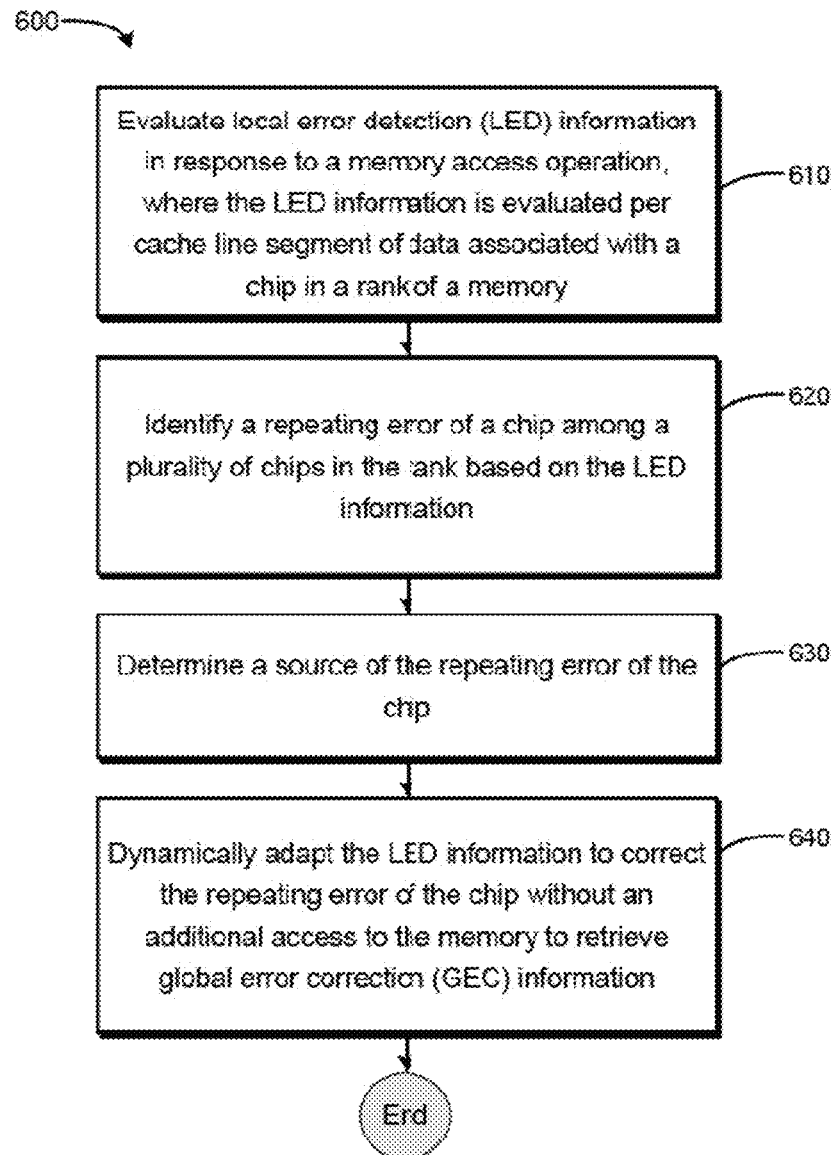 600
Evaluate local error detection (LED) information
in response to a memory access operation,
where the LED information is evaluated per
cache line segment of data associated with a
chip in a rank of a memory
610
Identify a repeating error of a chip among a
plurality of chips in the rank based on the LED
information
620
Determine a source of the repeating error of the
chip
630
Dynamically adapt the LED information to correct
the repeating error of the chip without an
additional access to the memory to retrieve
global error correction (GEC) information
640
End